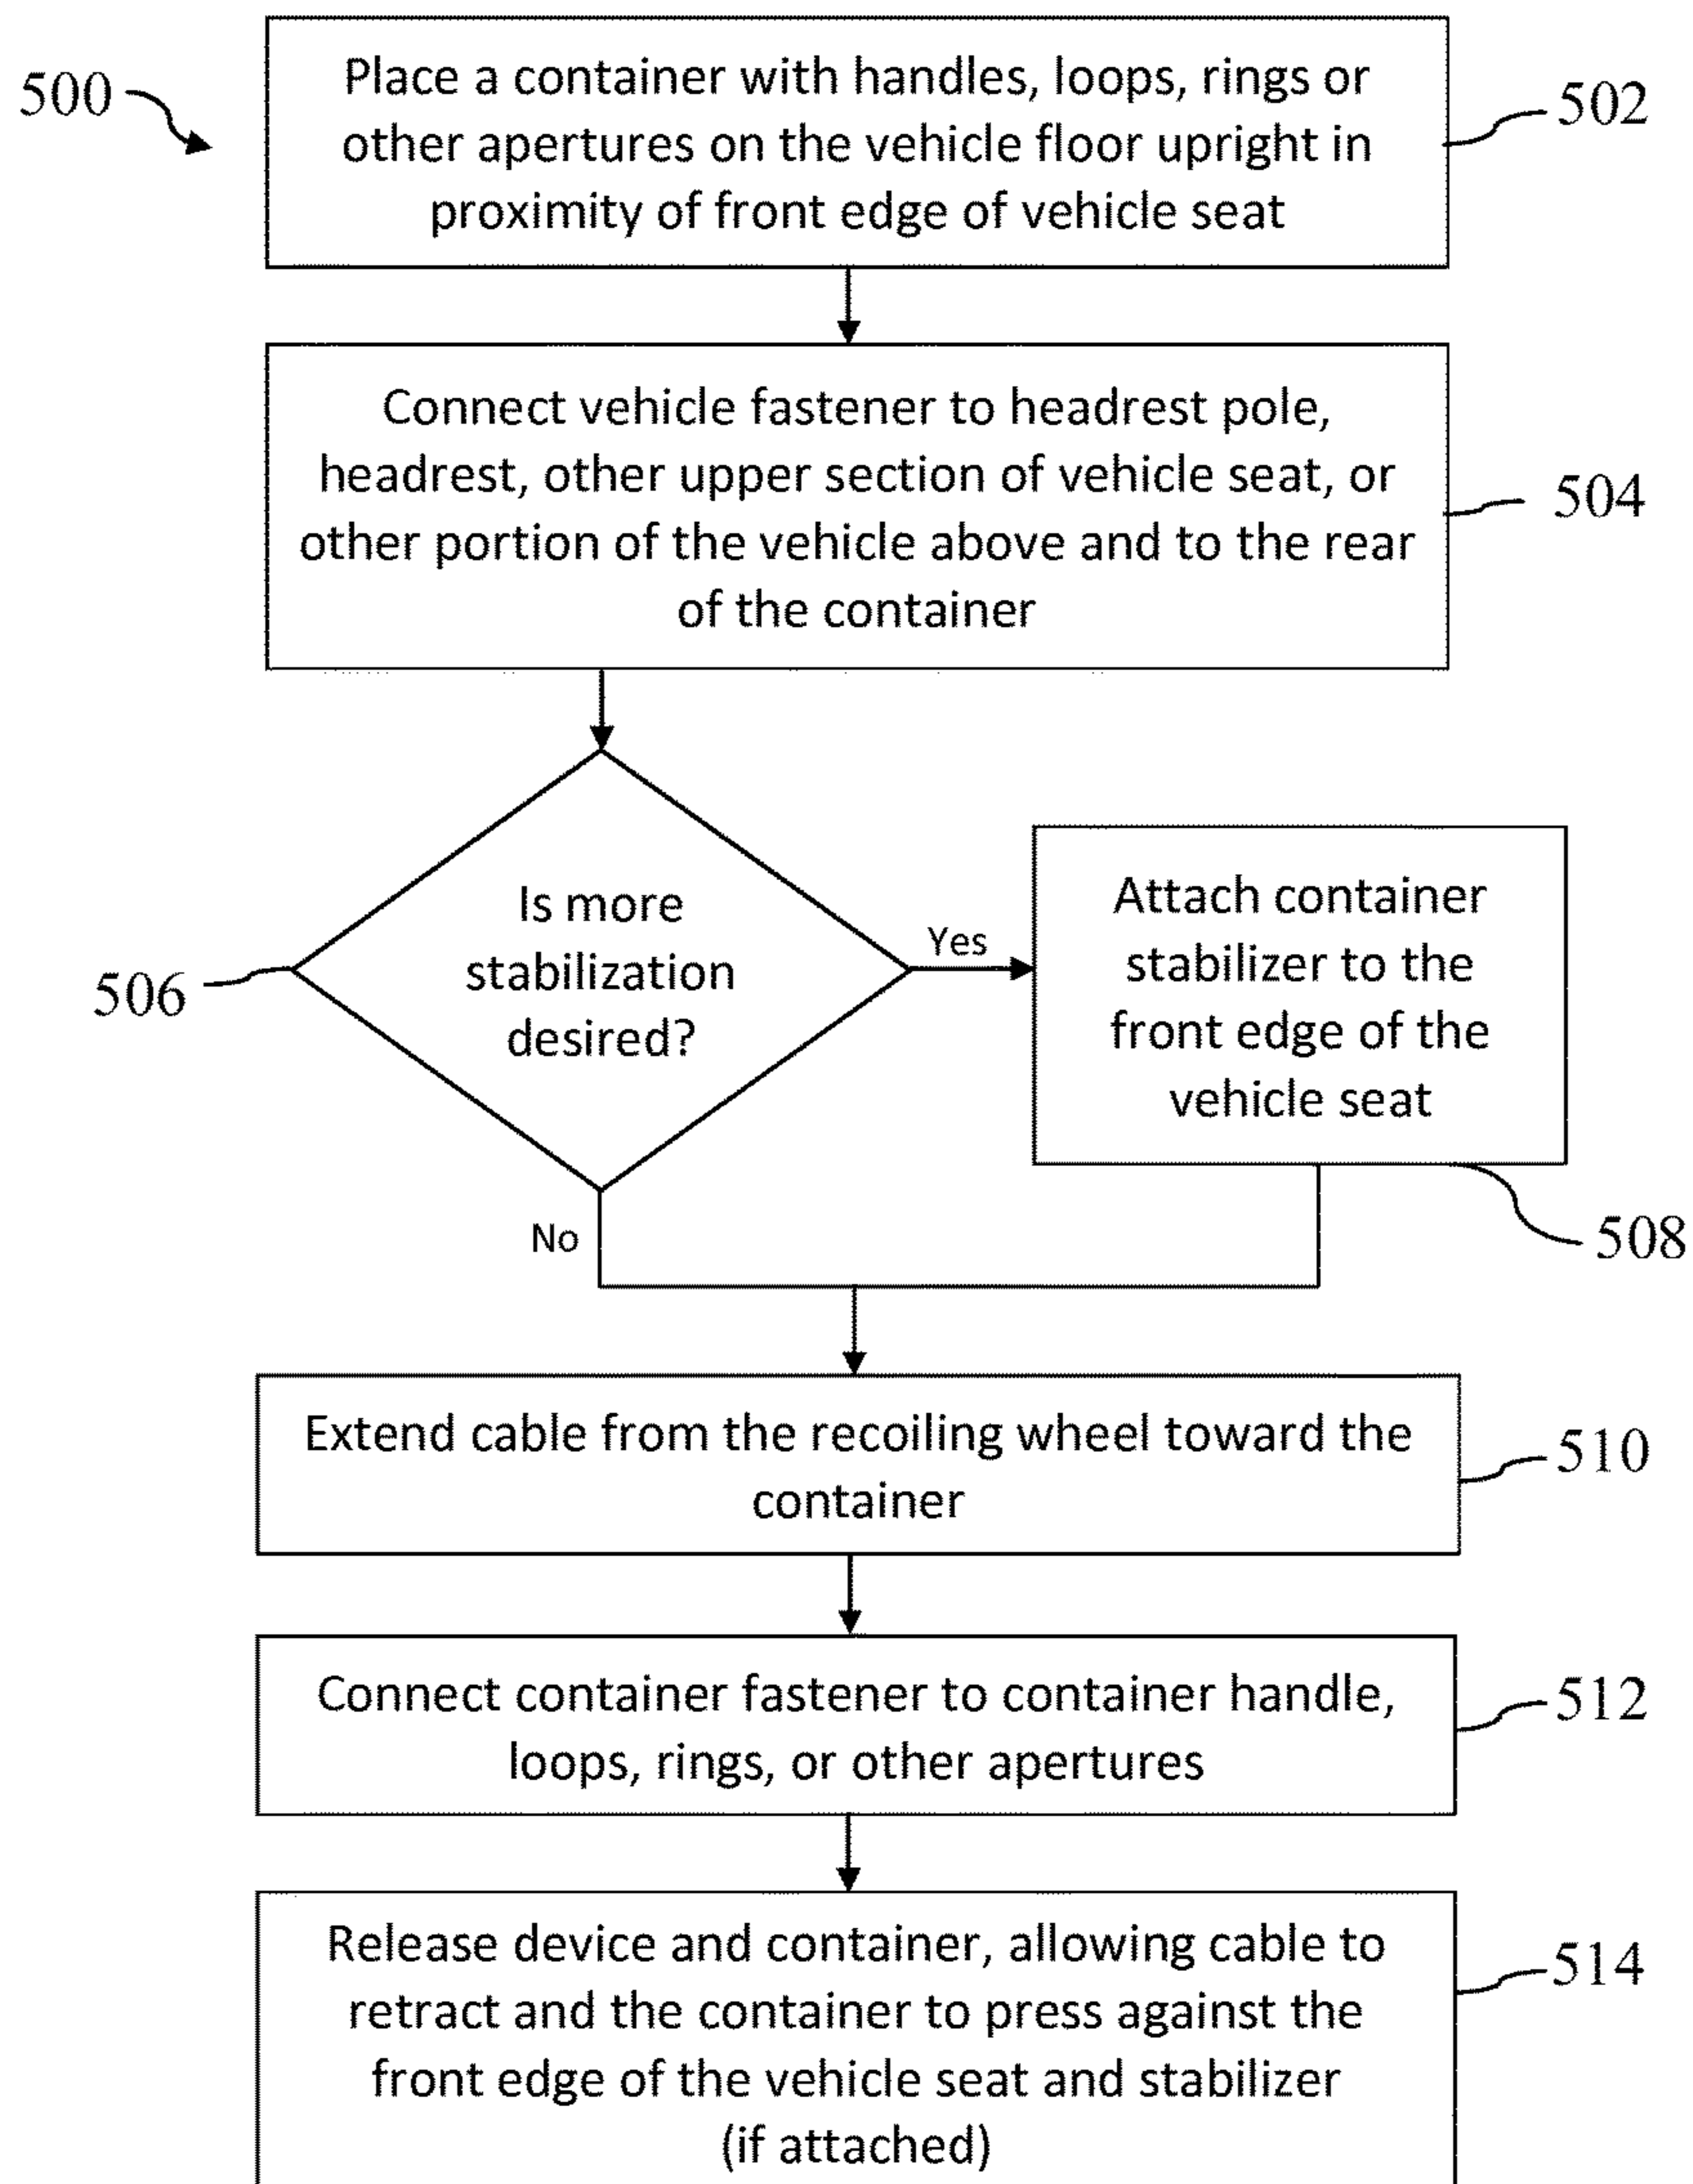 500
Place a container with handles, loops, rings or
other apertures on the vehicle floor upright in
proximity of front edge of vehicle seat
502
Connect vehicle fastener to headrest pole,
headrest, other upper section of vehicle seat, or
other portion of the vehicle above and to the rear
of the container
504
Is more
stabilization
desired?
506
Yes
Attach container
stabilizer to the
front edge of the
vehicle seat
508
No
Extend cable from the recoiling wheel toward the
container
510
Connect container fastener to container handle,
loops, rings, or other apertures
512
Release device and container, allowing cable to
retract and the container to press against the
front edge of the vehicle seat and stabilizer
(if attached)
514